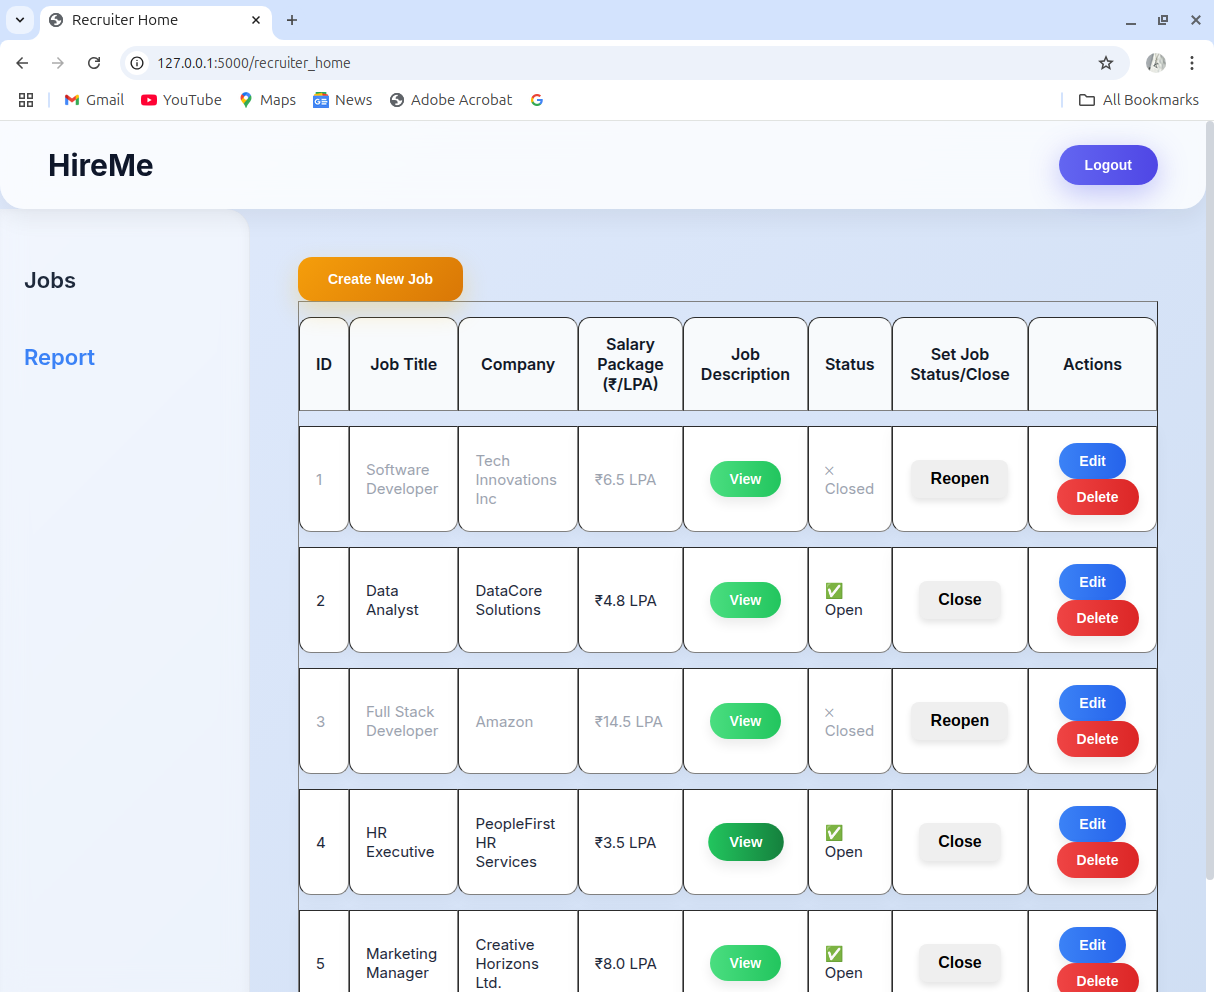 Recruiter Home
127.0.0.1:5000/recruiter_home
Gmail
YouTube
Maps
News
Adobe Acrobat
All Bookmarks
HireMe
Logout
Jobs
Report
Create New Job
ID
Job Title
Company
Salary
Package
(₹/LPA)
Job
Description
Status
Set Job
Status/Close
Actions
1
Software
Developer
Tech
Innovations
Inc
₹6.5 LPA
View
× 
Closed
Reopen
Edit
Delete
2
Data
Analyst
DataCore
Solutions
₹4.8 LPA
View
✅
Open
Close
Edit
Delete
3
Full Stack
Developer
Amazon
₹14.5 LPA
View
×
Closed
Reopen
Edit
Delete
4
HR
Executive
PeopleFirst
HR
Services
₹3.5 LPA
View
✅
Open
Close
Edit
Delete
5
Marketing
Manager
Creative
Horizons
Ltd.
₹8.0 LPA
View
✅
Open
Close
Edit
Delete